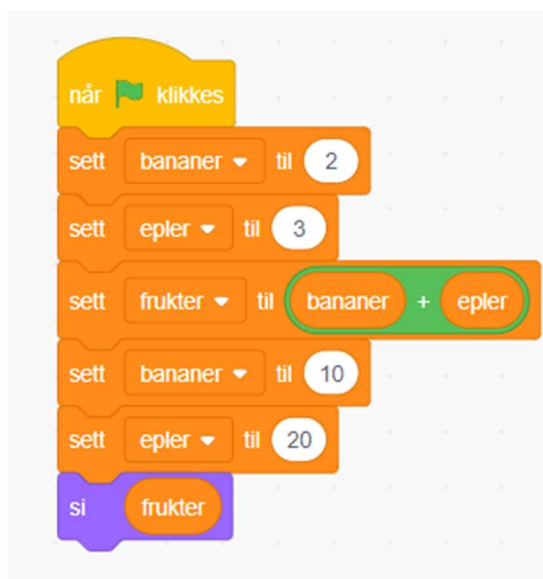 når klikkes
sett bananer til 2
sett epler til 3
sett frukter til bananer + epler
sett bananer til 10
sett epler til 20
si frukter